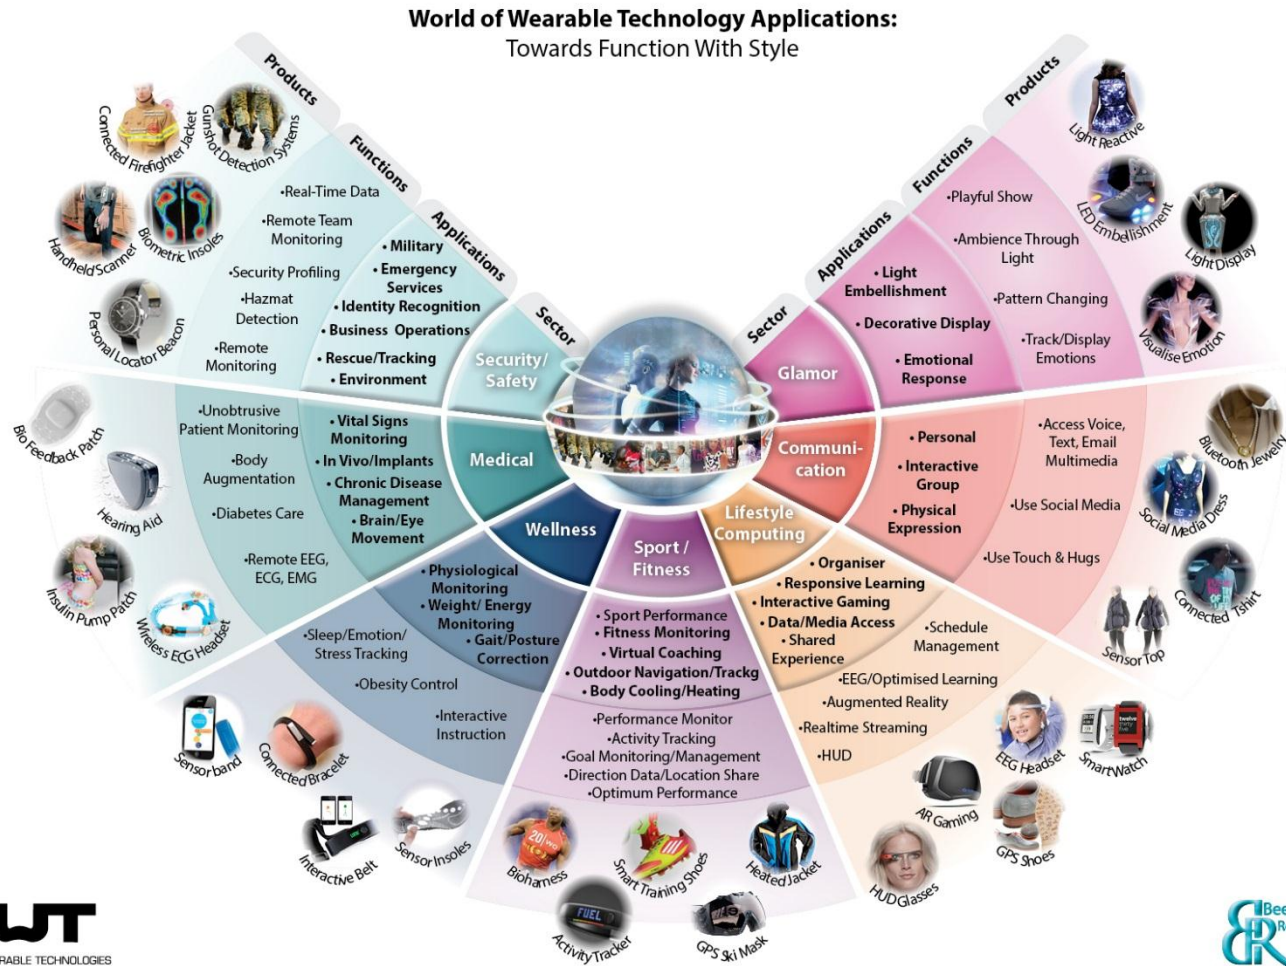 World of Wearable Technology Applications:
Towards Function With Style
Products
Functions
Applications
Sector
Connected Firefighter Jacket
Gunshot Detection Systems
Handheld Scanner
Biometric Insoles
Personal Locator Beacon
•Real-Time Data
•Remote Team
Monitoring
•Security Profiling
•Hazmat
Detection
•Remote
Monitoring
• Military
• Emergency
Services
• Identity Recognition
• Business Operations
• Rescue/Tracking
• Environment
Security/
Safety
Bio Feedback Patch
Hearing Aid
Insulin Pump Patch
Wireless ECG Headset
•Unobtrusive
Patient Monitoring
•Body
Augmentation
•Diabetes Care
•Remote EEG,
ECG, EMG
• Vital Signs
Monitoring
• In Vivo/Implants
• Chronic Disease
Management
• Brain/Eye
Movement
Medical
Wellness
• Physiological
Monitoring
• Weight/ Energy
Monitoring
• Gait/Posture
Correction
•Sleep/Emotion/
Stress Tracking
•Obesity Control
•Interactive
Instruction
Sensorband
Connected Bracelet
Interactive Belt
Sensor Insoles
Sport /
Fitness
• Sport Performance
• Fitness Monitoring
• Virtual Coaching
• Outdoor Navigation/Trackg
• Body Cooling/Heating
•Performance Monitor
•Activity Tracking
•Goal Monitoring/Management
•Direction Data/Location Share
•Optimum Performance
20 WO
Bioharness
Smart Training Shoes
Heated Jacket
FUEL
Activity Tracker
GPS Ski Mask
Lifestyle
Computing
• Organiser
• Responsive Learning
• Interactive Gaming
• Data/Media Access
• Shared
Experience
•Schedule
Management
•EEG/Optimised Learning
•Augmented Reality
•Realtime Streaming
•HUD
EEG Headset
SmartWatch
twelve
AR Gaming
GPS Shoes
HUD Glasses
Communi-
cation
• Personal
• Interactive
Group
• Physical
Expression
•Access Voice,
Text, Email
Multimedia
•Use Social Media
•Use Touch & Hugs
Bluetooth Jewelry
Social Media Dress
Connected Tshirt
Sensor Top
Products
Functions
Applications
Sector
Glamor
• Light
Embellishment
• Decorative Display
• Emotional
Response
•Playful Show
•Ambience Through
Light
•Pattern Changing
•Track/Display
Emotions
Light Reactive
LED Embellishment
Light Display
Visualise Emotion
WT
RABLE TECHNOLOGIES
BR
Bee
Re